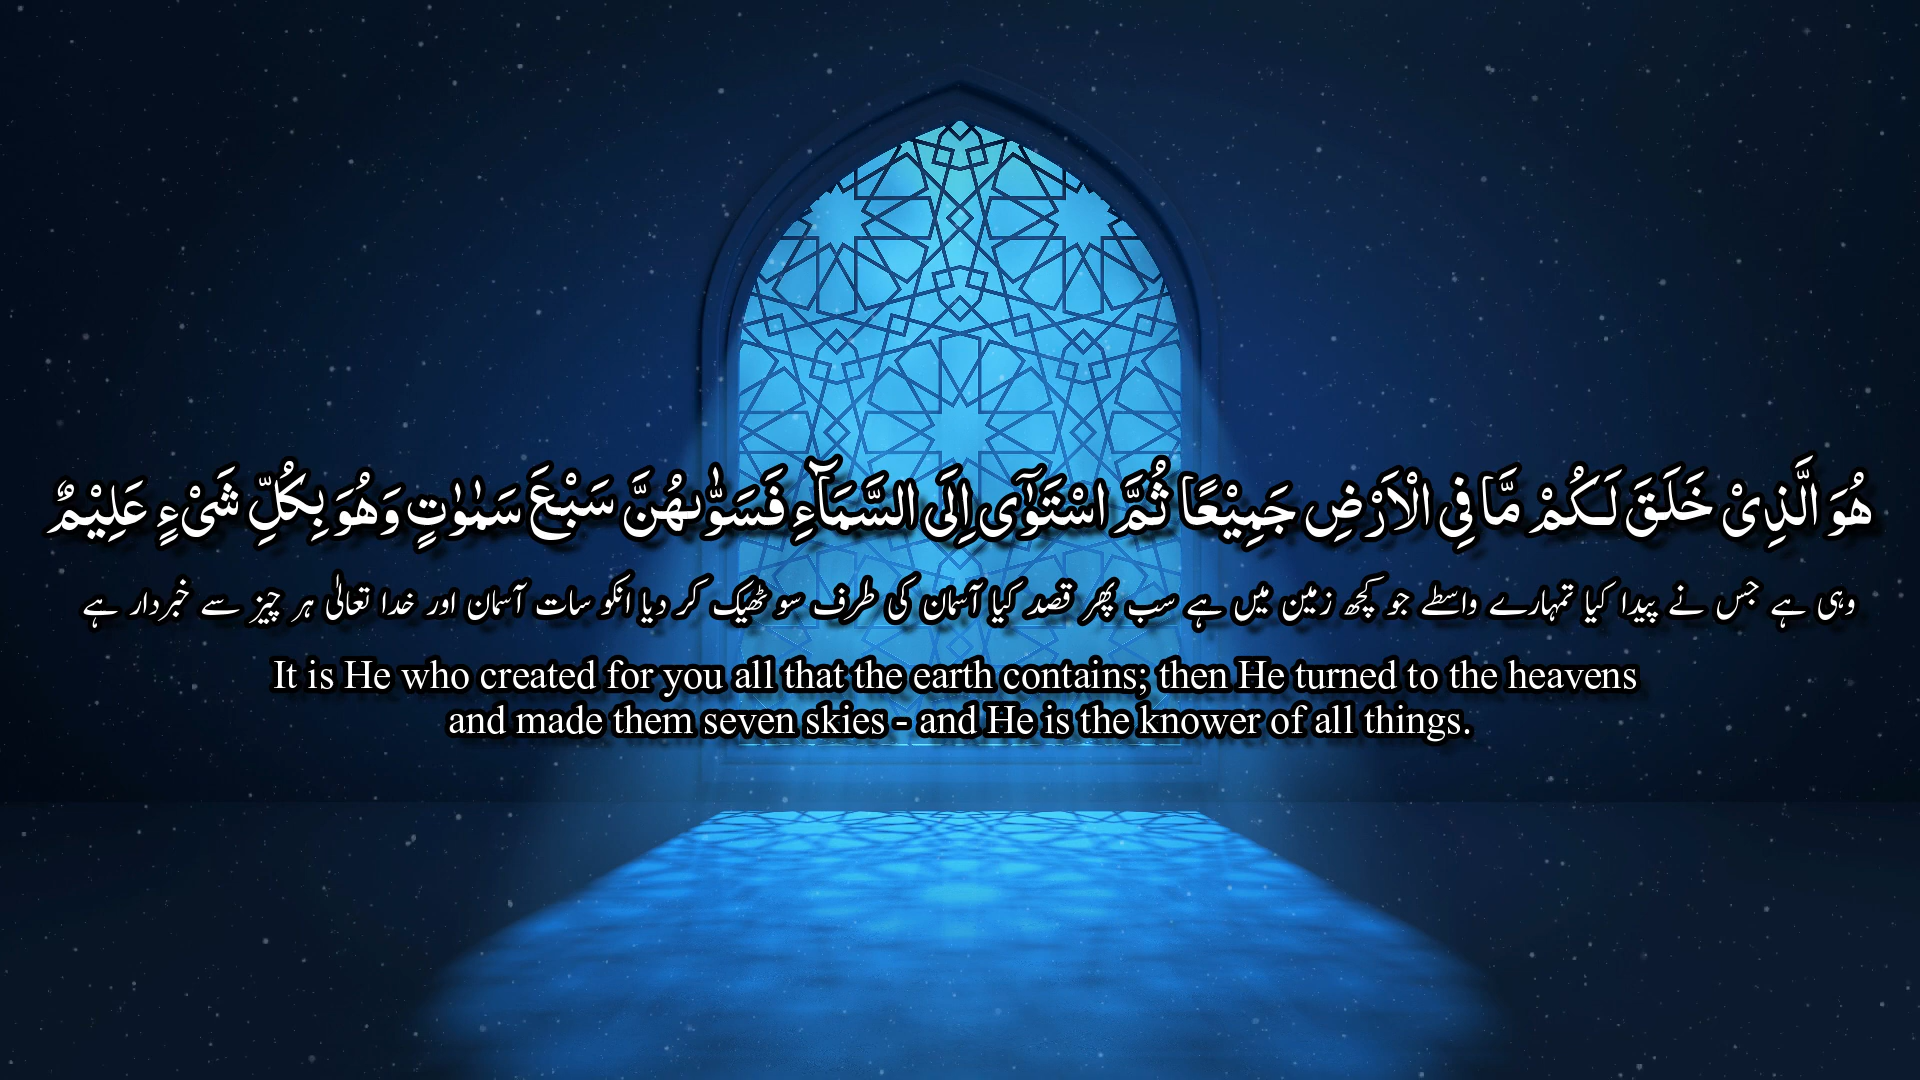 هُوَ الَّذِىْ خَلَقَ لَـكُمْ مَّا فِى الْاَرْضِ جَمِيْعًا ثُمَّ اسْتَوٰٓى اِلَى السَّمَآءِ فَسَوّٰٮهُنَّ سَبْعَ سَمٰوٰتٍ وَهُوَ بِكُلِّ شَىْءٍ عَلِيْمٌ
وہی ہے جس نے پیدا کیا تمہارے واسطے جو کچھ زمین میں ہے سب پھر قصد کیا آسمان کی طرف سو ٹھیک کر دیا انکو سات آسمان اور خدا تعالٰی ہر چیز سے خبردار ہے
It is He who created for you all that the earth contains; then He turned to the heavens
and made them seven skies - and He is the knower of all things.